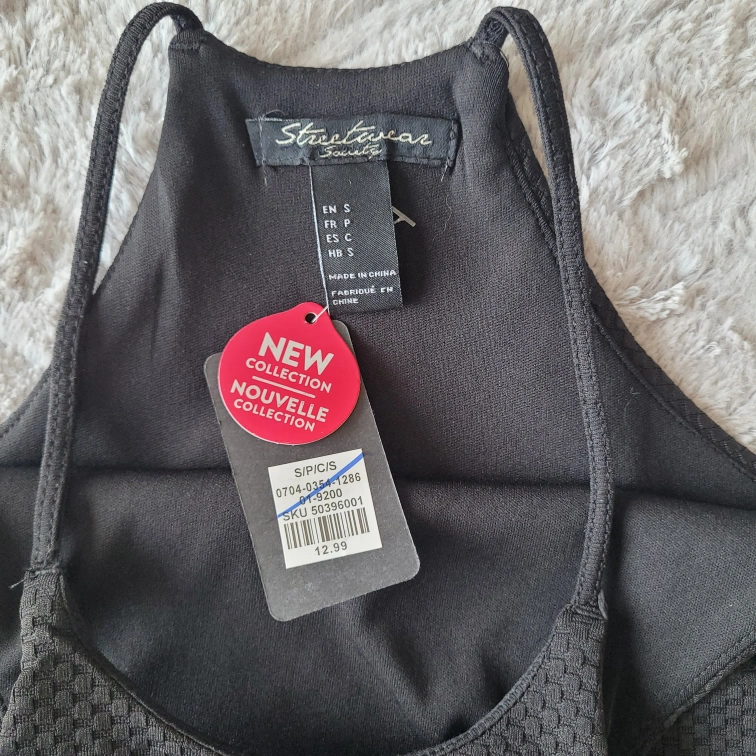 Streetwear
Society
EN S
FR P
ES C
HB S
MADE IN CHINA
FABRIQUÉ EN
CHINE
NEW
COLLECTION
NOUVELLE
COLLECTION
S/P/C/S
0704-0354-1286
01-9200
SKU 50396001
12.99